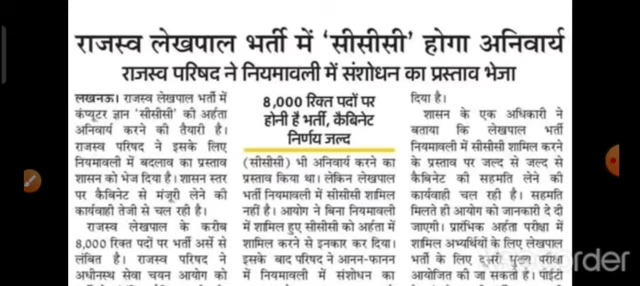 राजस्व लेखपाल भर्ती में 'सीसीसी' होगा अनिवार्य
राजस्व परिषद ने नियमावली में संशोधन का प्रस्ताव भेजा
लखनऊ। राजस्व लेखपाल भर्ती में
कंप्यूटर ज्ञान 'सीसीसी' की अर्हता
अनिवार्य करने की तैयारी है।
राजस्व परिषद ने इसके लिए
नियमावली में बदलाव का प्रस्ताव
शासन को भेज दिया है। शासन स्तर
पर कैबिनेट से मंजूरी लेने की
कार्यवाही तेजी से चल रही है।
राजस्व लेखपाल के करीब
8,000 रिक्त पदों पर भर्ती अर्से से
लंबित है। राजस्व परिषद ने
अधीनस्थ सेवा चयन आयोग को
8,000 रिक्त पदों पर
होनी है भर्ती, कैबिनेट
निर्णय जल्द
(सीसीसी) भी अनिवार्य करने का
प्रस्ताव किया था। लेकिन लेखपाल
भर्ती नियमावली में सीसीसी शामिल
नहीं है। आयोग ने बिना नियमावली
में शामिल हुए सीसीसी को अर्हता में
शामिल करने से इनकार कर दिया।
इसके बाद परिषद ने आनन-फानन
में नियमावली में संशोधन का
दिया है।
शासन के एक अधिकारी ने
बताया कि लेखपाल भर्ती
नियमावली में सीसीसी शामिल करने
के प्रस्ताव पर जल्द से जल्द से
कैबिनेट की सहमति लेने की
कार्यवाही चल रही है। सहमति
मिलते ही आयोग को जानकारी दे दी
जाएगी। प्रारंभिक अर्हता परीक्षा में
शामिल अभ्यर्थियों के लिए लेखपाल
भर्ती के लिए दूसरी मुख्य परीक्षा
आयोजित की जा सकती है। पीईटी